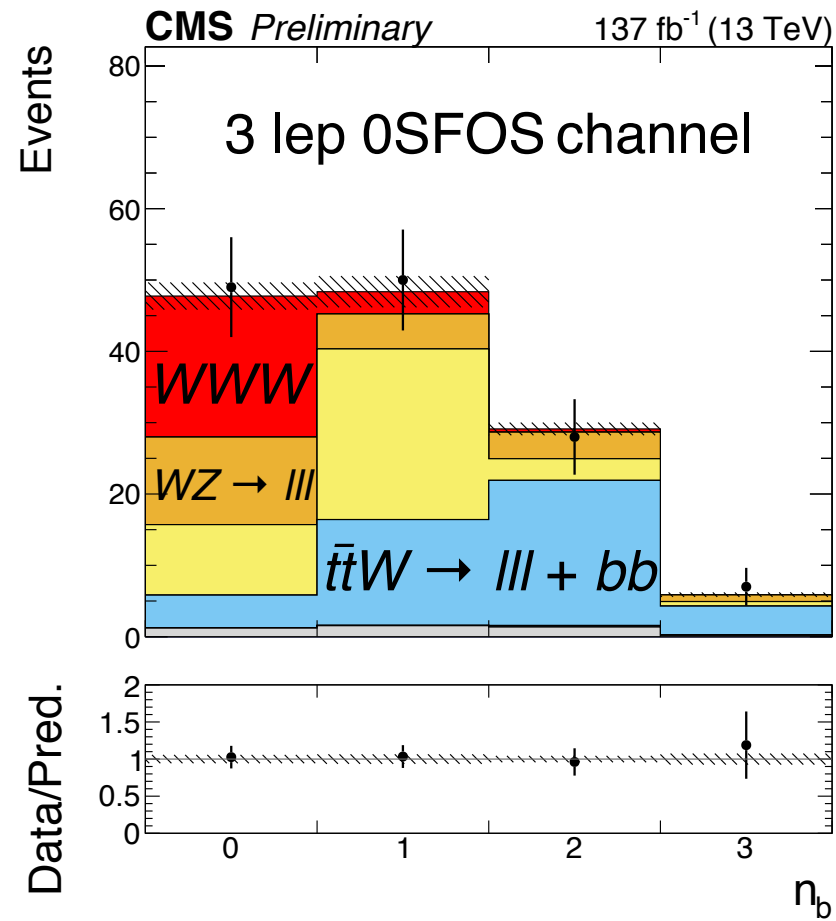 CMS Preliminary 137 fb⁻¹ (13 TeV)
Events
80
3 lep 0SFOS channel
60
40
WWW
WZ → lll
20
tt̄W → lll + bb
0
Data/Pred.
2
1.5
1
0.5
0
0 1 2 3
n_b